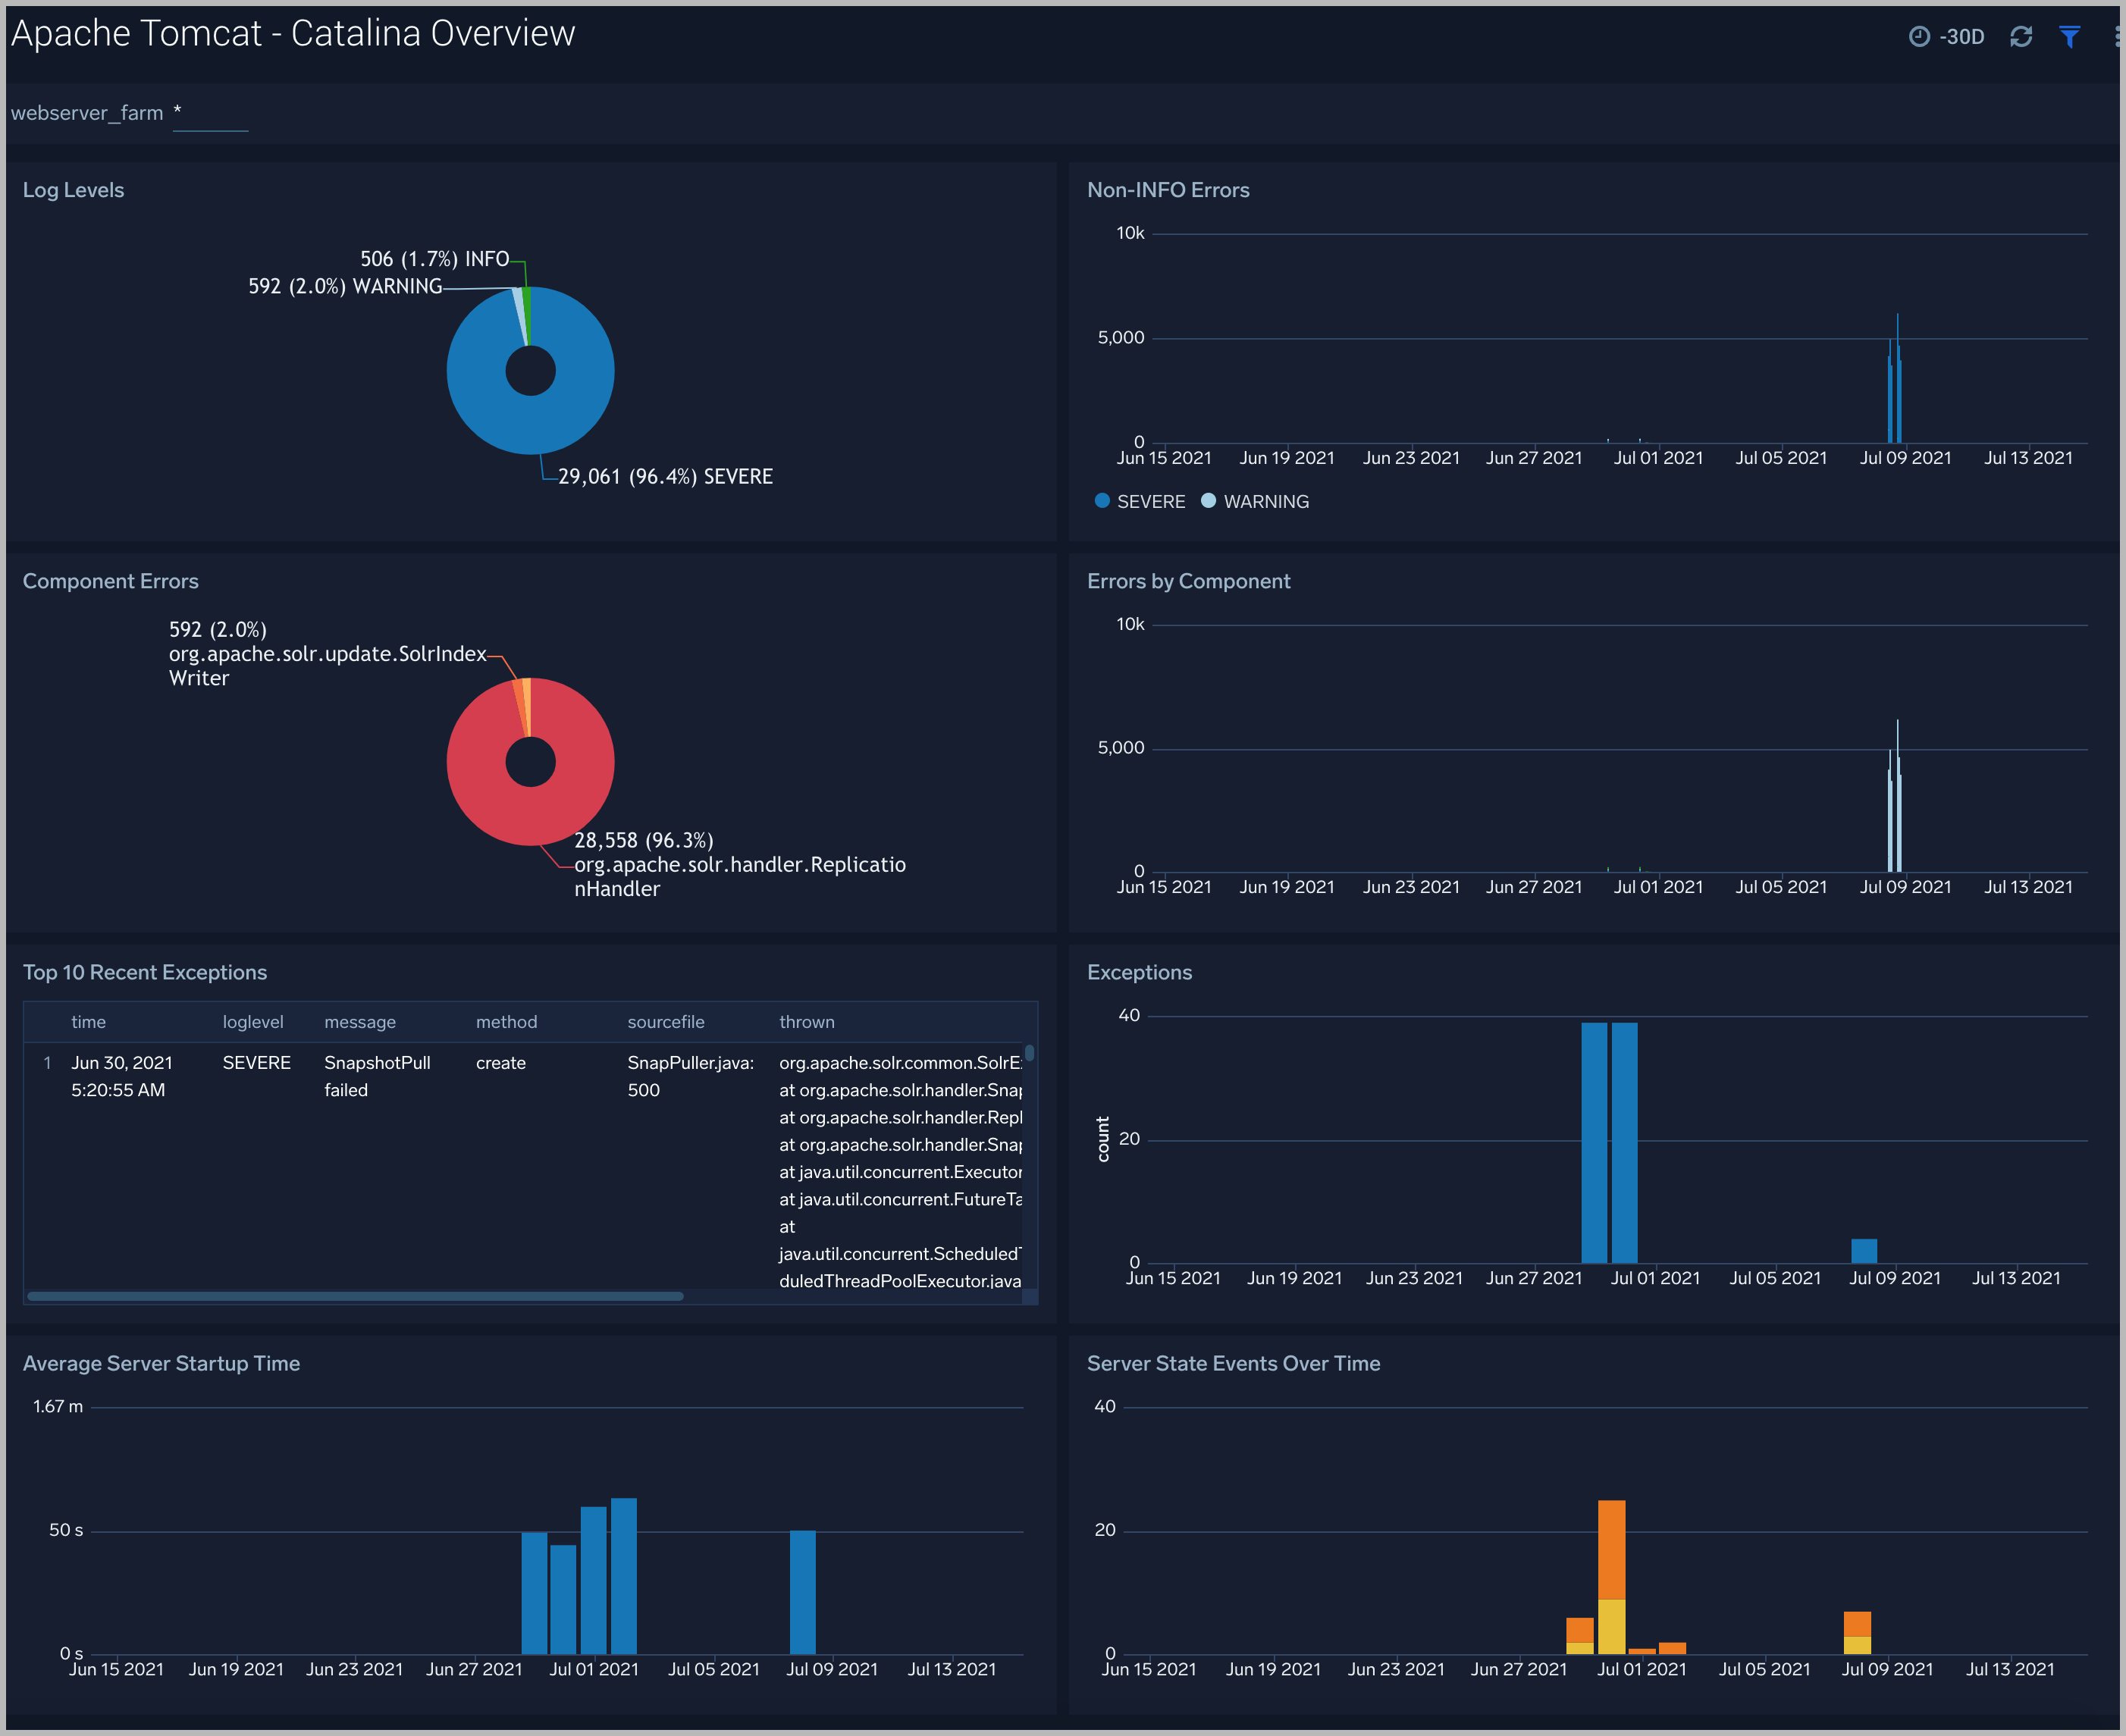 Apache Tomcat - Catalina Overview
-30D
webserver_farm *
Log Levels
506 (1.7%) INFO
592 (2.0%) WARNING
29,061 (96.4%) SEVERE
Non-INFO Errors
10k
5,000
0
Jun 15 2021 Jun 19 2021 Jun 23 2021 Jun 27 2021 Jul 01 2021 Jul 05 2021 Jul 09 2021 Jul 13 2021
SEVERE WARNING
Component Errors
592 (2.0%)
org.apache.solr.update.SolrIndex
Writer
28,558 (96.3%)
org.apache.solr.handler.Replicatio
nHandler
Errors by Component
10k
5,000
0
Jun 15 2021 Jun 19 2021 Jun 23 2021 Jun 27 2021 Jul 01 2021 Jul 05 2021 Jul 09 2021 Jul 13 2021
Top 10 Recent Exceptions
time loglevel message method sourcefile thrown
1 Jun 30, 2021 SEVERE SnapshotPull create SnapPuller.java: org.apache.solr.common.SolrE
5:20:55 AM failed 500 at org.apache.solr.handler.Snap
at org.apache.solr.handler.Repl
at org.apache.solr.handler.Snap
at java.util.concurrent.Executor
at java.util.concurrent.FutureTa
at
java.util.concurrent.Scheduled
duledThreadPoolExecutor.java
Exceptions
40
20
0
count
Jun 15 2021 Jun 19 2021 Jun 23 2021 Jun 27 2021 Jul 01 2021 Jul 05 2021 Jul 09 2021 Jul 13 2021
Average Server Startup Time
1.67 m
50 s
0 s
Jun 15 2021 Jun 19 2021 Jun 23 2021 Jun 27 2021 Jul 01 2021 Jul 05 2021 Jul 09 2021 Jul 13 2021
Server State Events Over Time
40
20
0
Jun 15 2021 Jun 19 2021 Jun 23 2021 Jun 27 2021 Jul 01 2021 Jul 05 2021 Jul 09 2021 Jul 13 2021